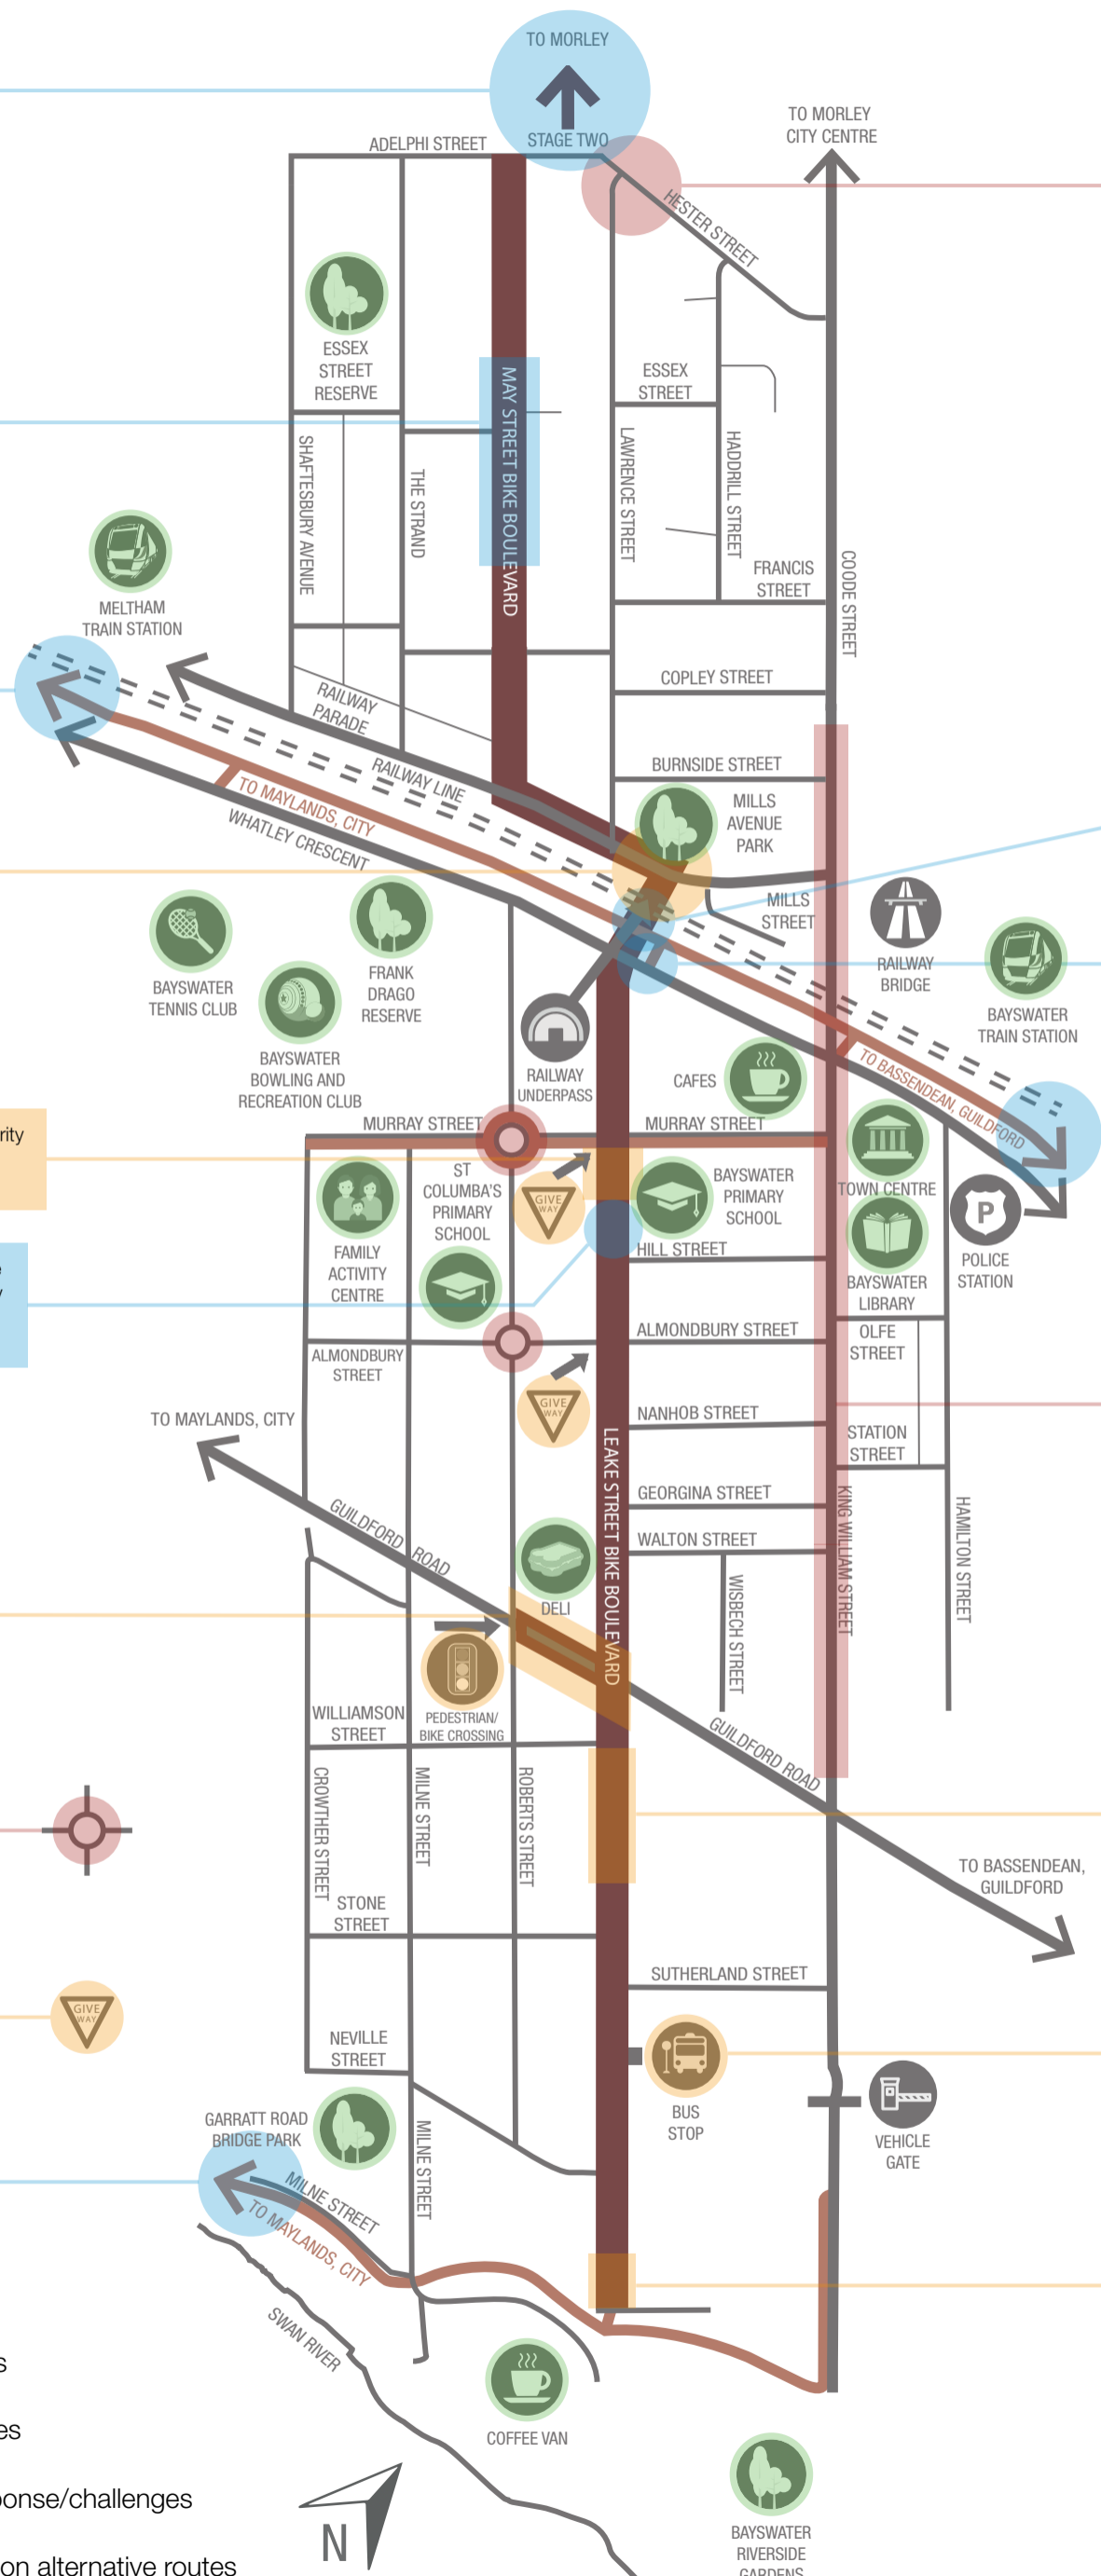 TO MORLEY
STAGE TWO
TO MORLEY
CITY CENTRE
ADELPHI STREET
HESTER STREET
ESSEX
STREET
RESERVE
ESSEX
STREET
MAY STREET BIKE BOULEVARD
SHAFTESBURY AVENUE
THE STRAND
LAWRENCE STREET
HADDRILL STREET
COODE STREET
FRANCIS
STREET
MELTHAM
TRAIN STATION
COPLEY STREET
RAILWAY
PARADE
RAILWAY LINE
TO MAYLANDS, CITY
WHATLEY CRESCENT
BURNSIDE STREET
MILLS
AVENUE
PARK
MILLS
STREET
RAILWAY
BRIDGE
BAYSWATER
TRAIN STATION
BAYSWATER
TENNIS CLUB
FRANK
DRAGO
RESERVE
BAYSWATER
BOWLING AND
RECREATION CLUB
RAILWAY
UNDERPASS
CAFES
TO BASSENDEAN, GUILDFORD
MURRAY STREET
MURRAY STREET
rity
ST
COLUMBA'S
PRIMARY
SCHOOL
GIVE
WAY
BAYSWATER
PRIMARY
SCHOOL
TOWN CENTRE
P
POLICE
STATION
FAMILY
ACTIVITY
CENTRE
HILL STREET
BAYSWATER
LIBRARY
ALMONDBURY
STREET
ALMONDBURY STREET
OLFE
STREET
GIVE
WAY
NANHOB STREET
STATION
STREET
TO MAYLANDS, CITY
GUILDFORD ROAD
LEAKE STREET BIKE BOULEVARD
GEORGINA STREET
WALTON STREET
KING WILLIAM STREET
HAMILTON STREET
WISBECH STREET
DELI
PEDESTRIAN/
BIKE CROSSING
WILLIAMSON
STREET
GUILDFORD ROAD
CROWTHER STREET
MILNE STREET
ROBERTS STREET
TO BASSENDEAN,
GUILDFORD
STONE
STREET
SUTHERLAND STREET
GIVE
WAY
NEVILLE
STREET
BUS
STOP
VEHICLE
GATE
GARRATT ROAD
BRIDGE PARK
MILNE STREET
MILNE STREET
TO MAYLANDS, CITY
SWAN RIVER
COFFEE VAN
s
es
ponse/challenges
on alternative routes
N
BAYSWATER
RIVERSIDE
GARDENS